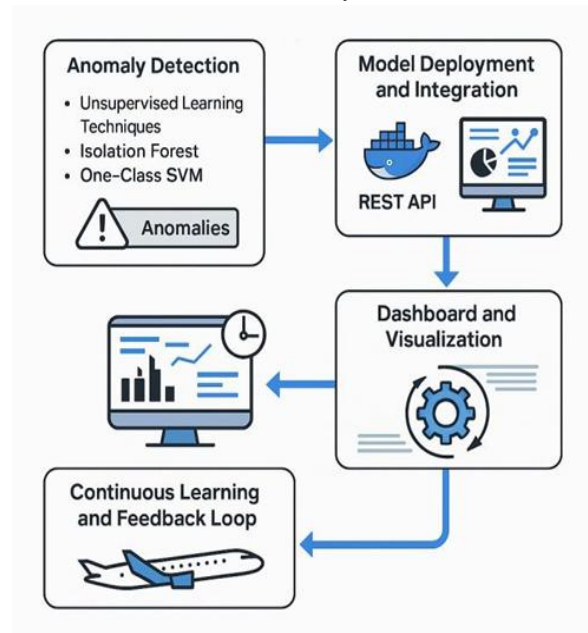 Anomaly Detection
• Unsupervised Learning
Techniques
• Isolation Forest
• One-Class SVM
! Anomalies
Model Deployment
and Integration
REST API
Dashboard and
Visualization
Continuous Learning
and Feedback Loop